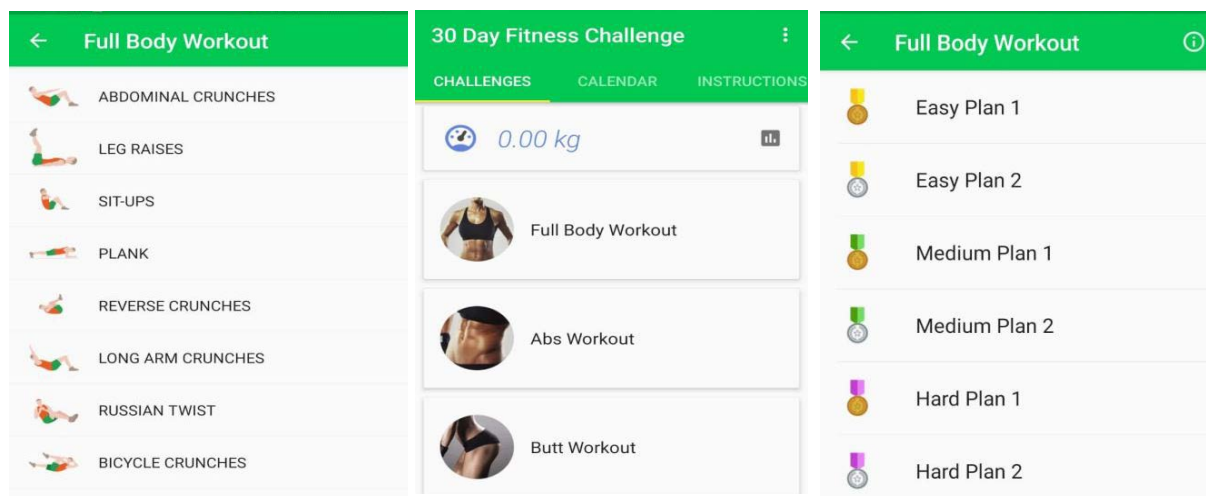 Full Body Workout
ABDOMINAL CRUNCHES
LEG RAISES
SIT-UPS
PLANK
REVERSE CRUNCHES
LONG ARM CRUNCHES
RUSSIAN TWIST
BICYCLE CRUNCHES
30 Day Fitness Challenge
CHALLENGES CALENDAR INSTRUCTIONS
0.00 kg
Full Body Workout
Abs Workout
Butt Workout
Full Body Workout
Easy Plan 1
Easy Plan 2
Medium Plan 1
Medium Plan 2
Hard Plan 1
Hard Plan 2